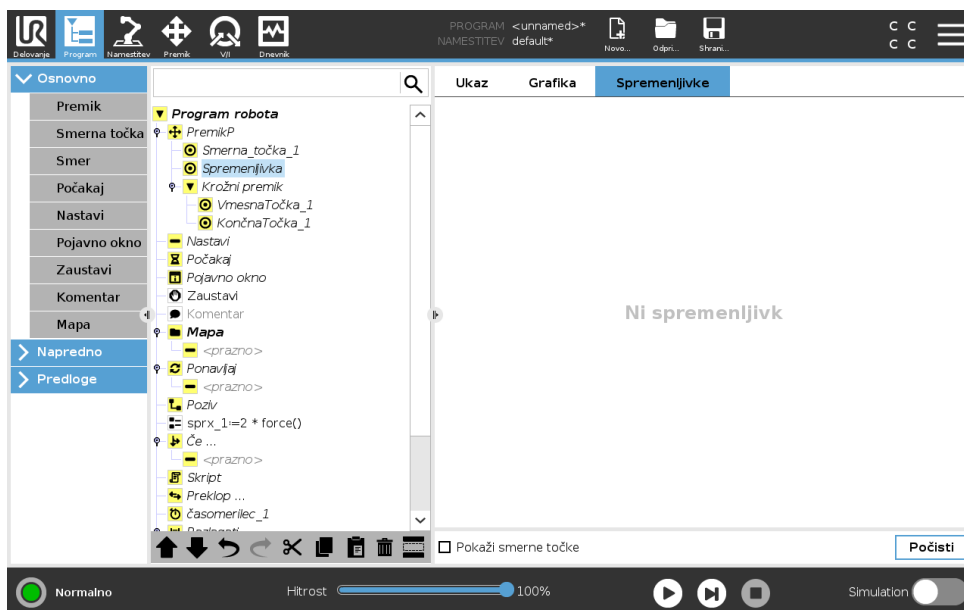 PROGRAM <unnamed>*
NAMESTITEV default*
Delovanje Program Namestitev Premik V/I Dnevnik Novo... Odpri... Shrani...
C C
C C
Osnovno
Premik
Smerna točka
Smer
Počakaj
Nastavi
Pojavno okno
Zaustavi
Komentar
Mapa
Napredno
Predloge
Program robota
PremikP
Smerna_točka_1
Spremenljivka
Krožni premik
VmesnaTočka_1
KončnaTočka_1
Nastavi
Počakaj
Pojavno okno
Zaustavi
Komentar
Mapa
<prazno>
Ponavljaj
<prazno>
Poziv
sprx_1:=2 * force()
Če ...
<prazno>
Skript
Preklop ...
časomerilec_1
Ukaz Grafika Spremenljivke
Ni spremenljivk
Pokaži smerne točke Počisti
Normalno Hitrost 100% Simulation